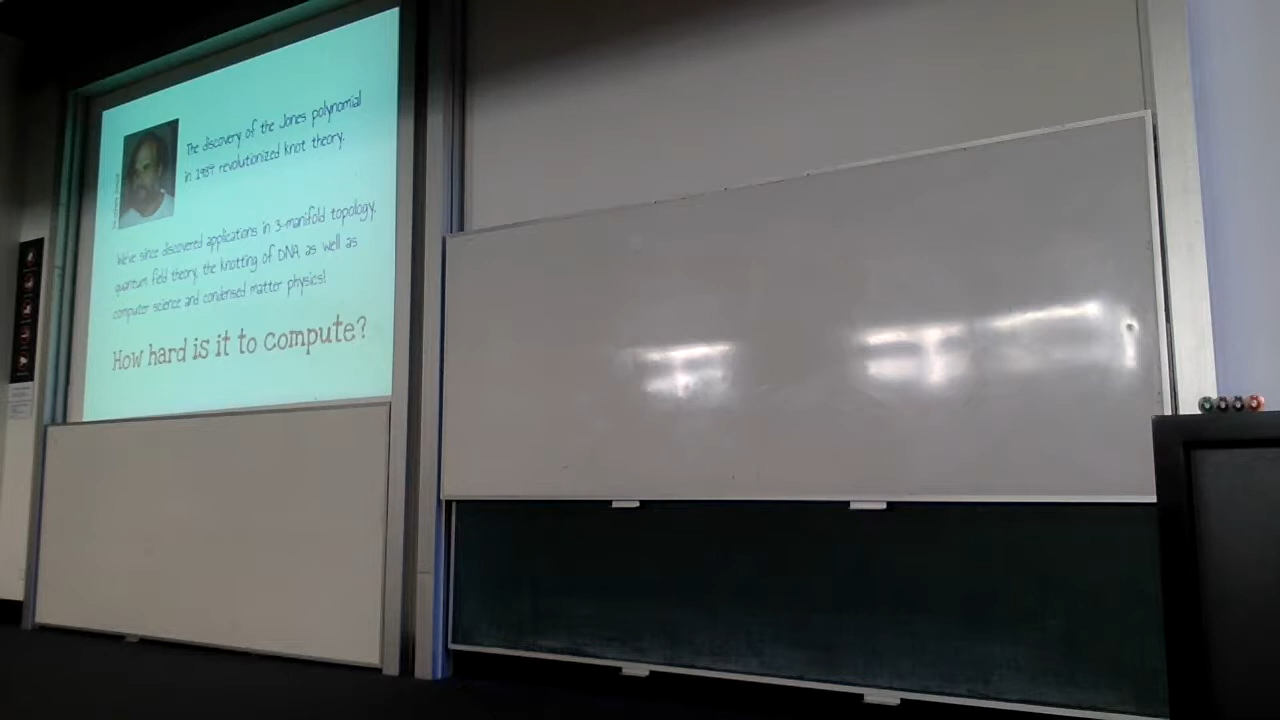 The discovery of the Jones polynomial
in 1987 revolutionized knot theory.
We've since discovered applications in 3-manifold topology,
quantum field theory, the knotting of DNA, as well as
computer science and condensed matter physics!
How hard is it to compute?